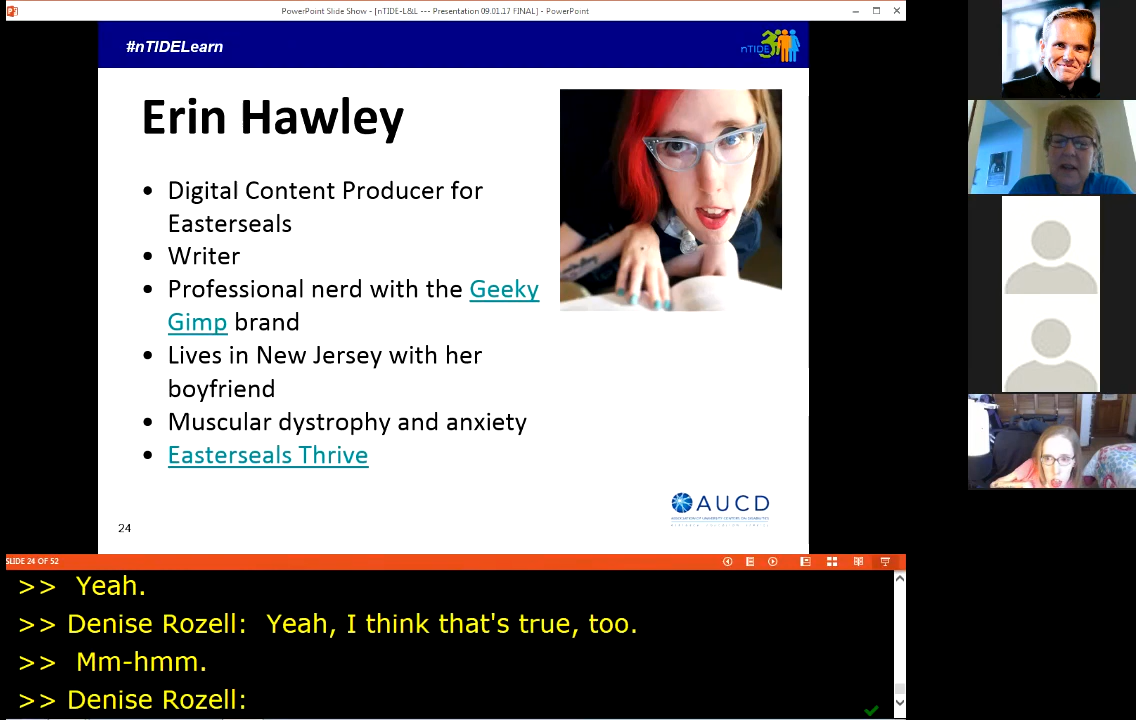 PowerPoint Slide Show - [nTIDE-L&L --- Presentation 09.01.17 FINAL] - PowerPoint
#nTIDELearn
nTIDE
Erin Hawley
• Digital Content Producer for
Easterseals
• Writer
• Professional nerd with the Geeky
Gimp brand
• Lives in New Jersey with her
boyfriend
• Muscular dystrophy and anxiety
• Easterseals Thrive
AUCD
24
SLIDE 24 OF 52
>> Yeah.
>> Denise Rozell: Yeah, I think that's true, too.
>> Mm-hmm.
>> Denise Rozell: